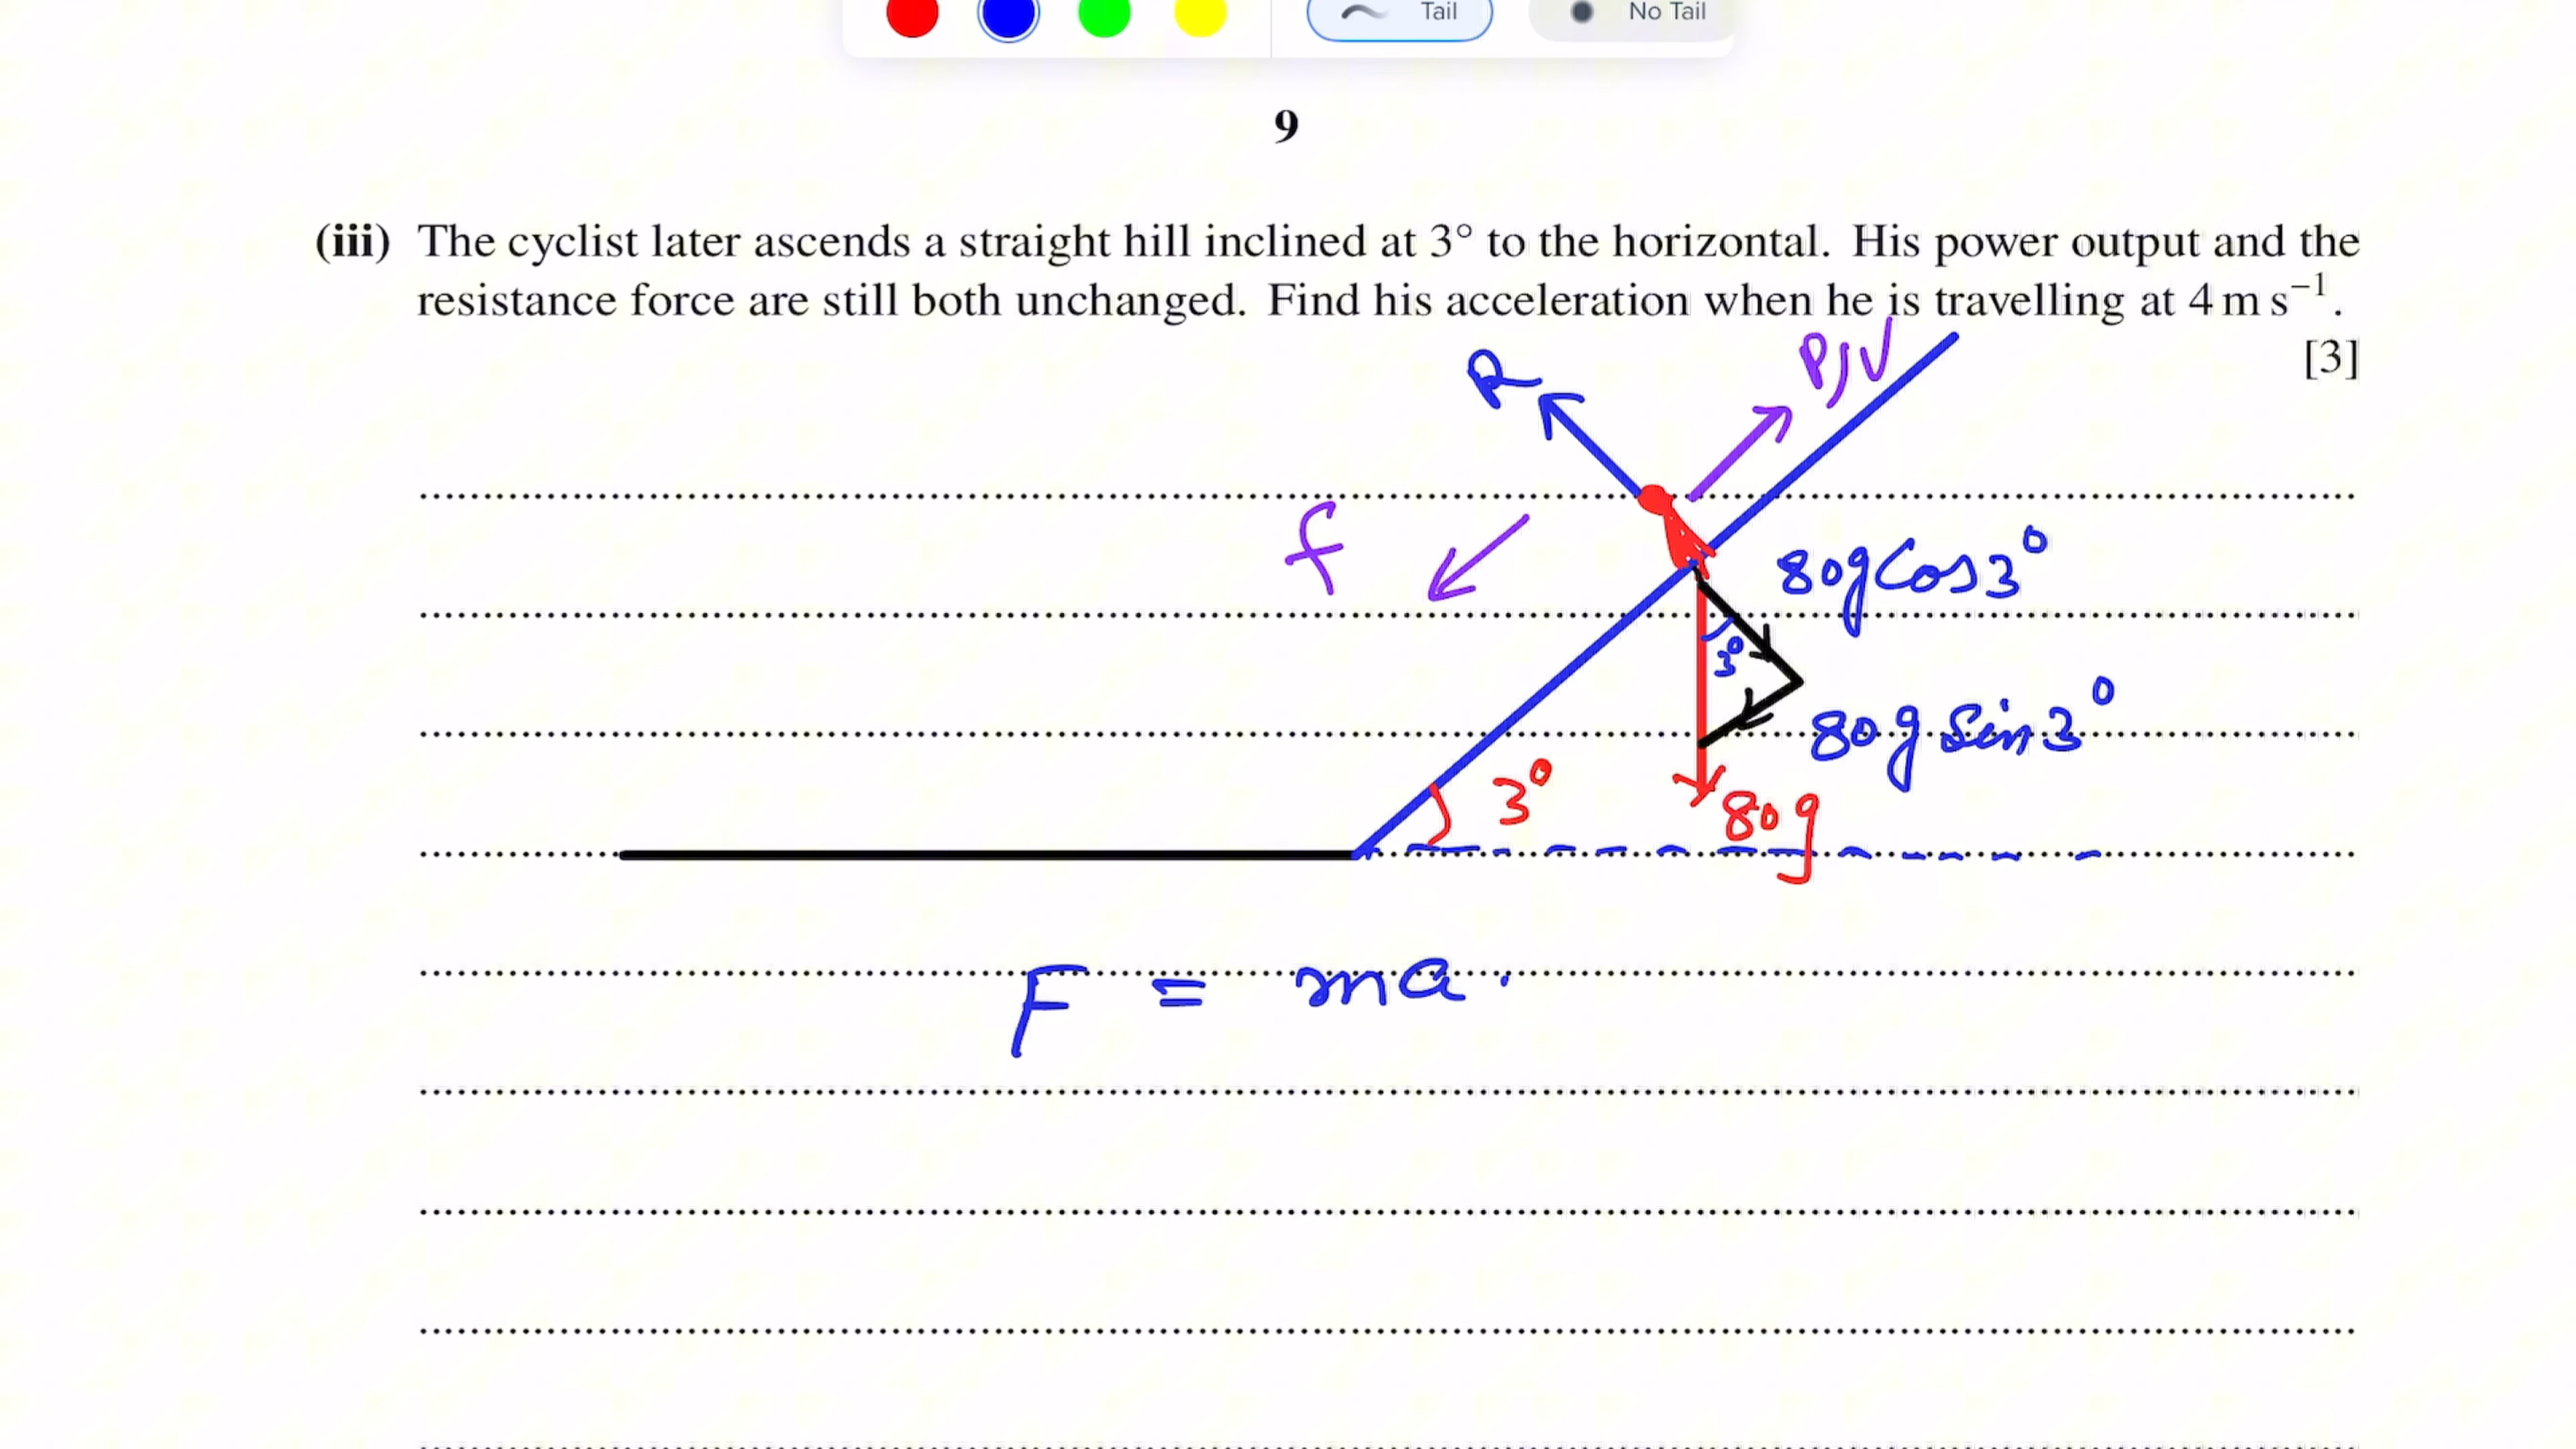 Tail No Tail
9
(iii) The cyclist later ascends a straight hill inclined at 3° to the horizontal. His power output and the
resistance force are still both unchanged. Find his acceleration when he is travelling at 4 m s⁻¹.
[3]
R
P/V
f
80g cos 3°
3°
80g sin 3°
3°
80g
F = ma.